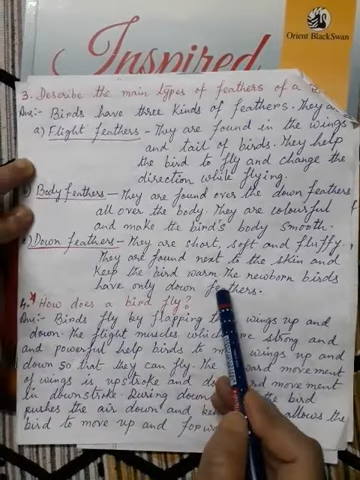 Orient BlackSwan
Inspired
3. Describe the main types of feathers of a
Ans:- Birds have three kinds of feathers. They are
a) Flight feathers - They are found in the wings
and tail of birds. They help
the bird to fly and change the
direction while flying.
b) Body feathers - They are found over the down feathers
all over the body. They are colourful
and make the bird's body smooth.
c) Down feathers - They are short, soft and fluffy.
They are found next to the skin and
keep the bird warm. The newborn birds
have only down feathers.
4. How does a bird fly?
Ans:- Birds fly by flapping wings up and
down. the flight muscles which are strong and
and powerful help birds to wings up and
down so that they can fly. the movement
of wings is upstroke and movement
in downstroke. During the bird
pushes the air down and allows the
bird to move up and